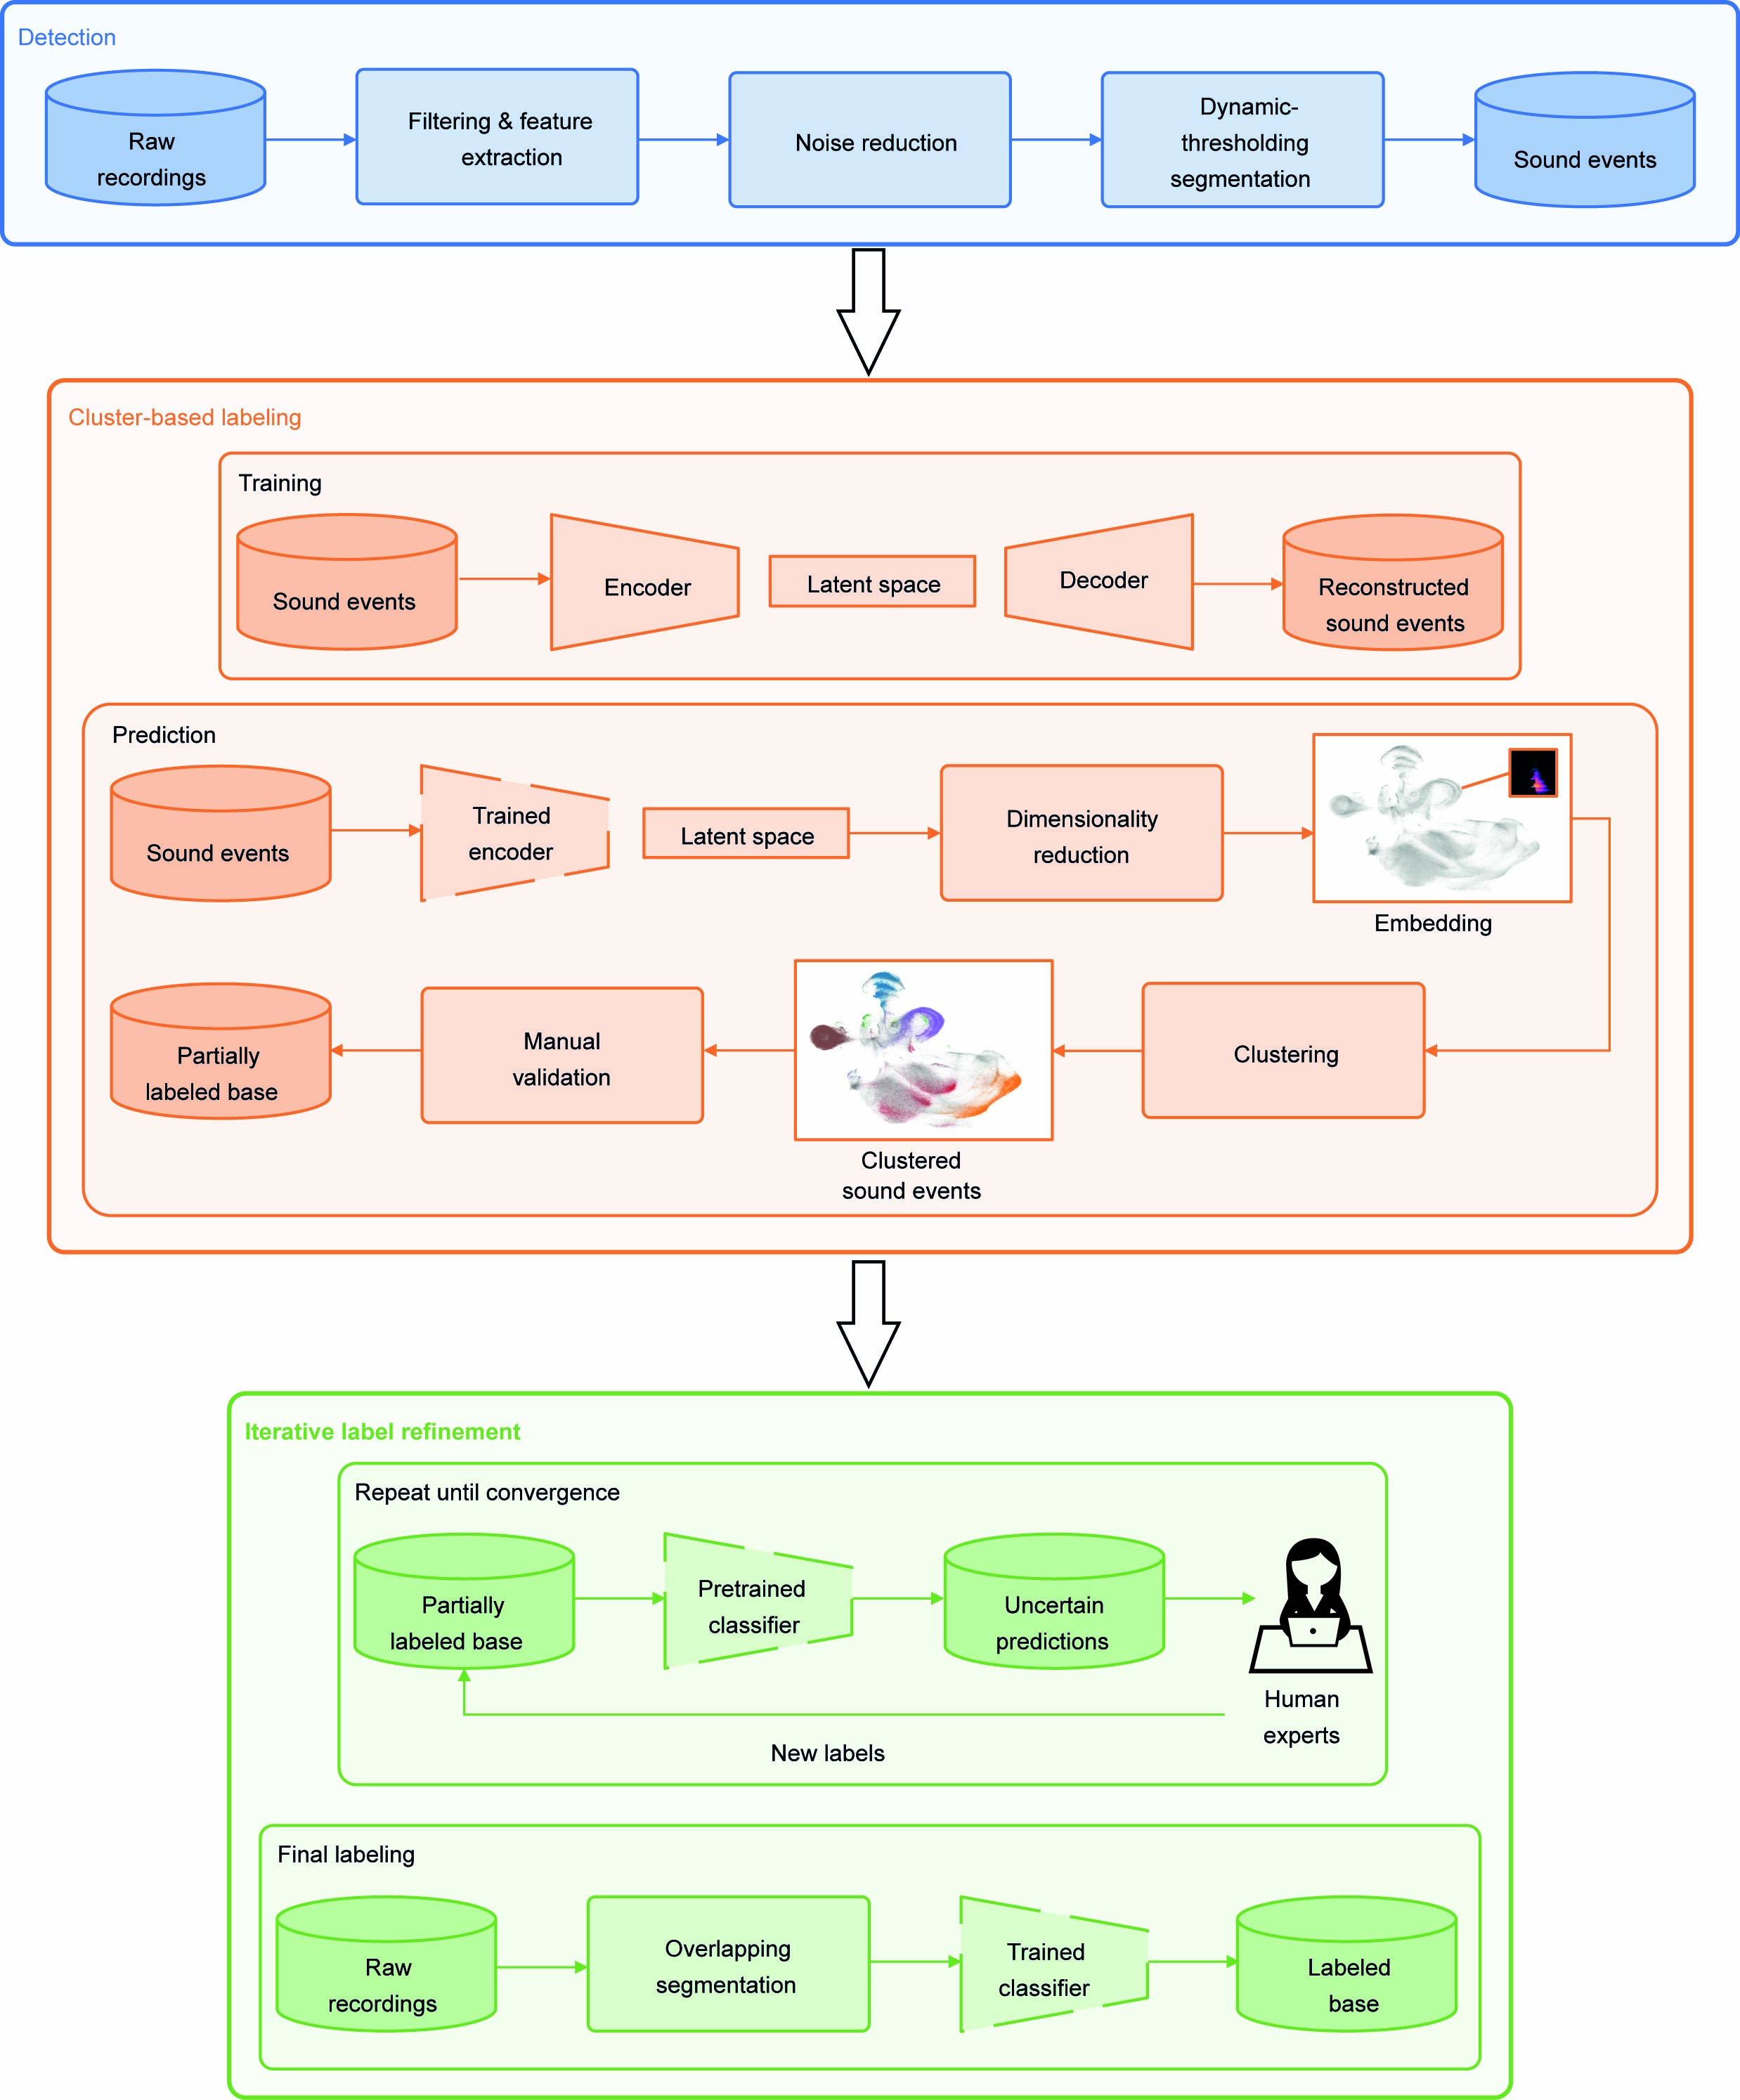 Detection
Raw
recordings
Filtering & feature
extraction
Noise reduction
Dynamic-
thresholding
segmentation
Sound events
Cluster-based labeling
Training
Sound events
Encoder
Latent space
Decoder
Reconstructed
sound events
Prediction
Sound events
Trained
encoder
Latent space
Dimensionality
reduction
Embedding
Partially
labeled base
Manual
validation
Clustered
sound events
Clustering
Iterative label refinement
Repeat until convergence
Partially
labeled base
Pretrained
classifier
Uncertain
predictions
Human
experts
New labels
Final labeling
Raw
recordings
Overlapping
segmentation
Trained
classifier
Labeled
base